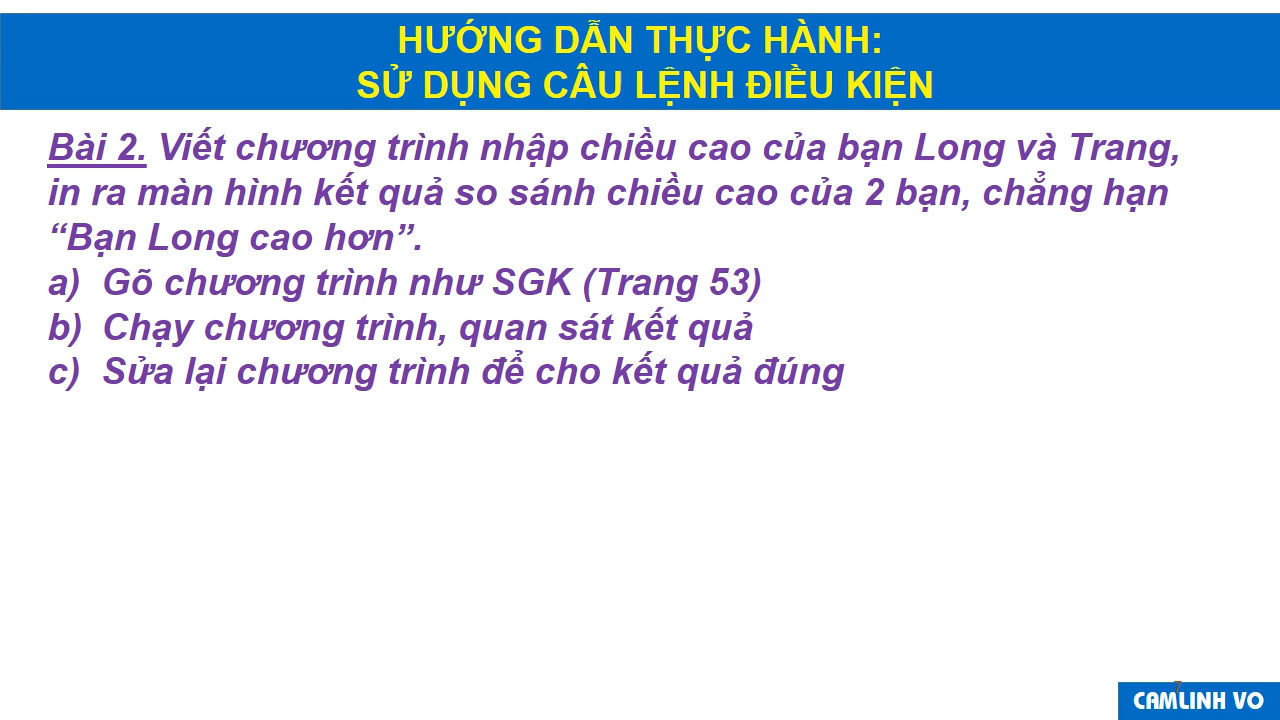 HƯỚNG DẪN THỰC HÀNH:
SỬ DỤNG CÂU LỆNH ĐIỀU KIỆN
Bài 2. Viết chương trình nhập chiều cao của bạn Long và Trang,
in ra màn hình kết quả so sánh chiều cao của 2 bạn, chẳng hạn
“Bạn Long cao hơn”.
a) Gõ chương trình như SGK (Trang 53)
b) Chạy chương trình, quan sát kết quả
c) Sửa lại chương trình để cho kết quả đúng
7
CAMLINH VO